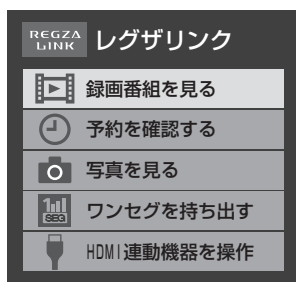 REGZA LINK レグザリンク
録画番組を見る
予約を確認する
写真を見る
1seg SEG ワンセグを持ち出す
HDMI連動機器を操作